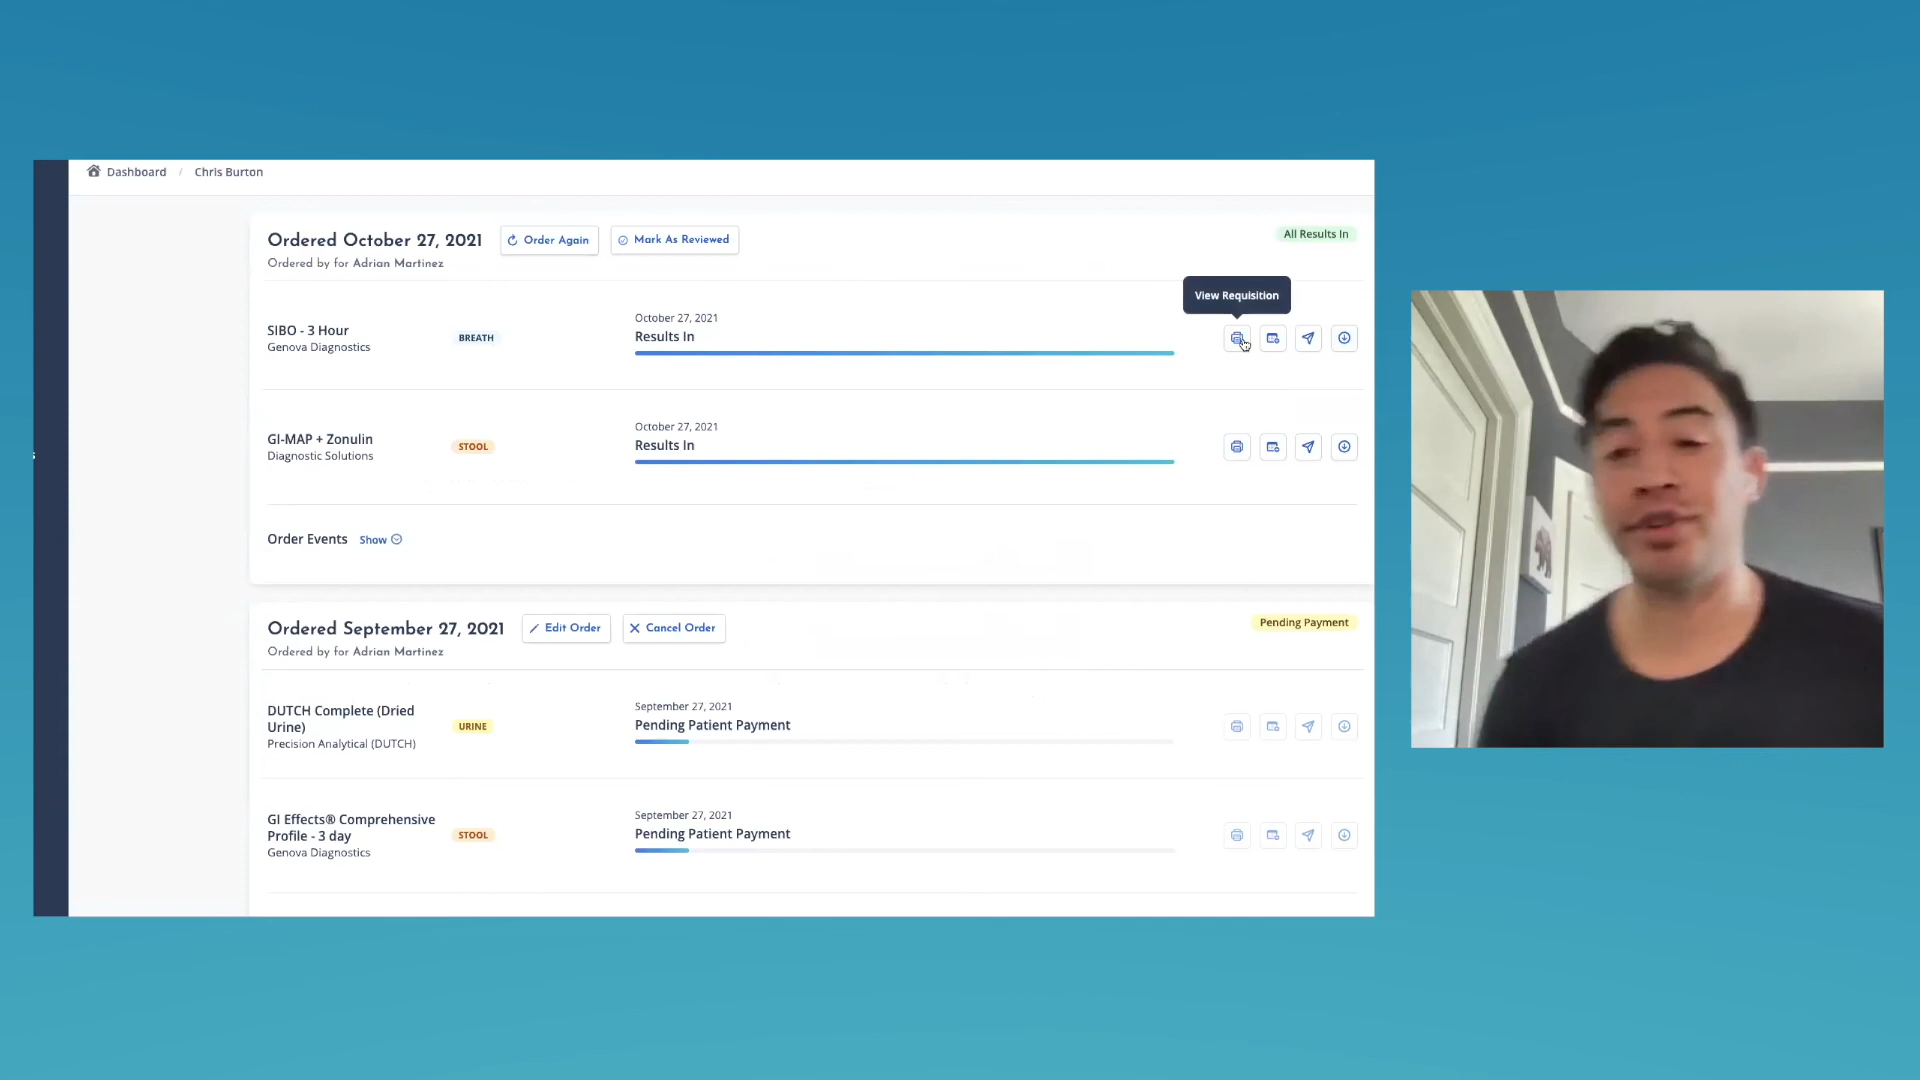 Dashboard / Chris Burton
Ordered October 27, 2021
Order Again
Mark As Reviewed
All Results In
Ordered by for Adrian Martinez
View Requisition
October 27, 2021
SIBO - 3 Hour
BREATH
Results In
Genova Diagnostics
October 27, 2021
GI-MAP + Zonulin
STOOL
Results In
Diagnostic Solutions
Order Events Show
Ordered September 27, 2021
Edit Order
Cancel Order
Pending Payment
Ordered by for Adrian Martinez
September 27, 2021
DUTCH Complete (Dried
Urine)
URINE
Pending Patient Payment
Precision Analytical (DUTCH)
September 27, 2021
GI Effects® Comprehensive
Profile - 3 day
STOOL
Pending Patient Payment
Genova Diagnostics